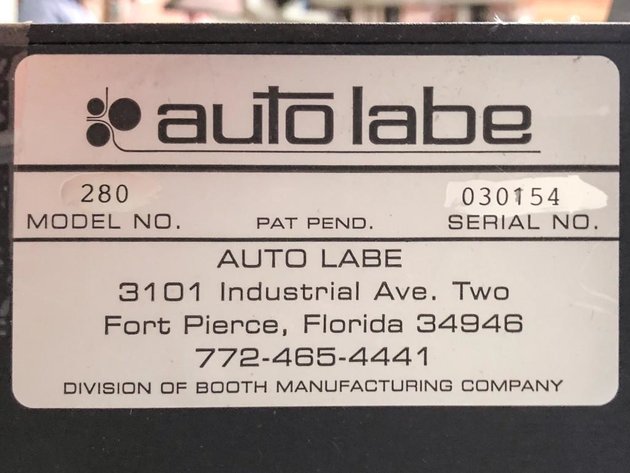 auto labe
280 030154
MODEL NO. PAT PEND. SERIAL NO.
AUTO LABE
3101 Industrial Ave. Two
Fort Pierce, Florida 34946
772-465-4441
DIVISION OF BOOTH MANUFACTURING COMPANY